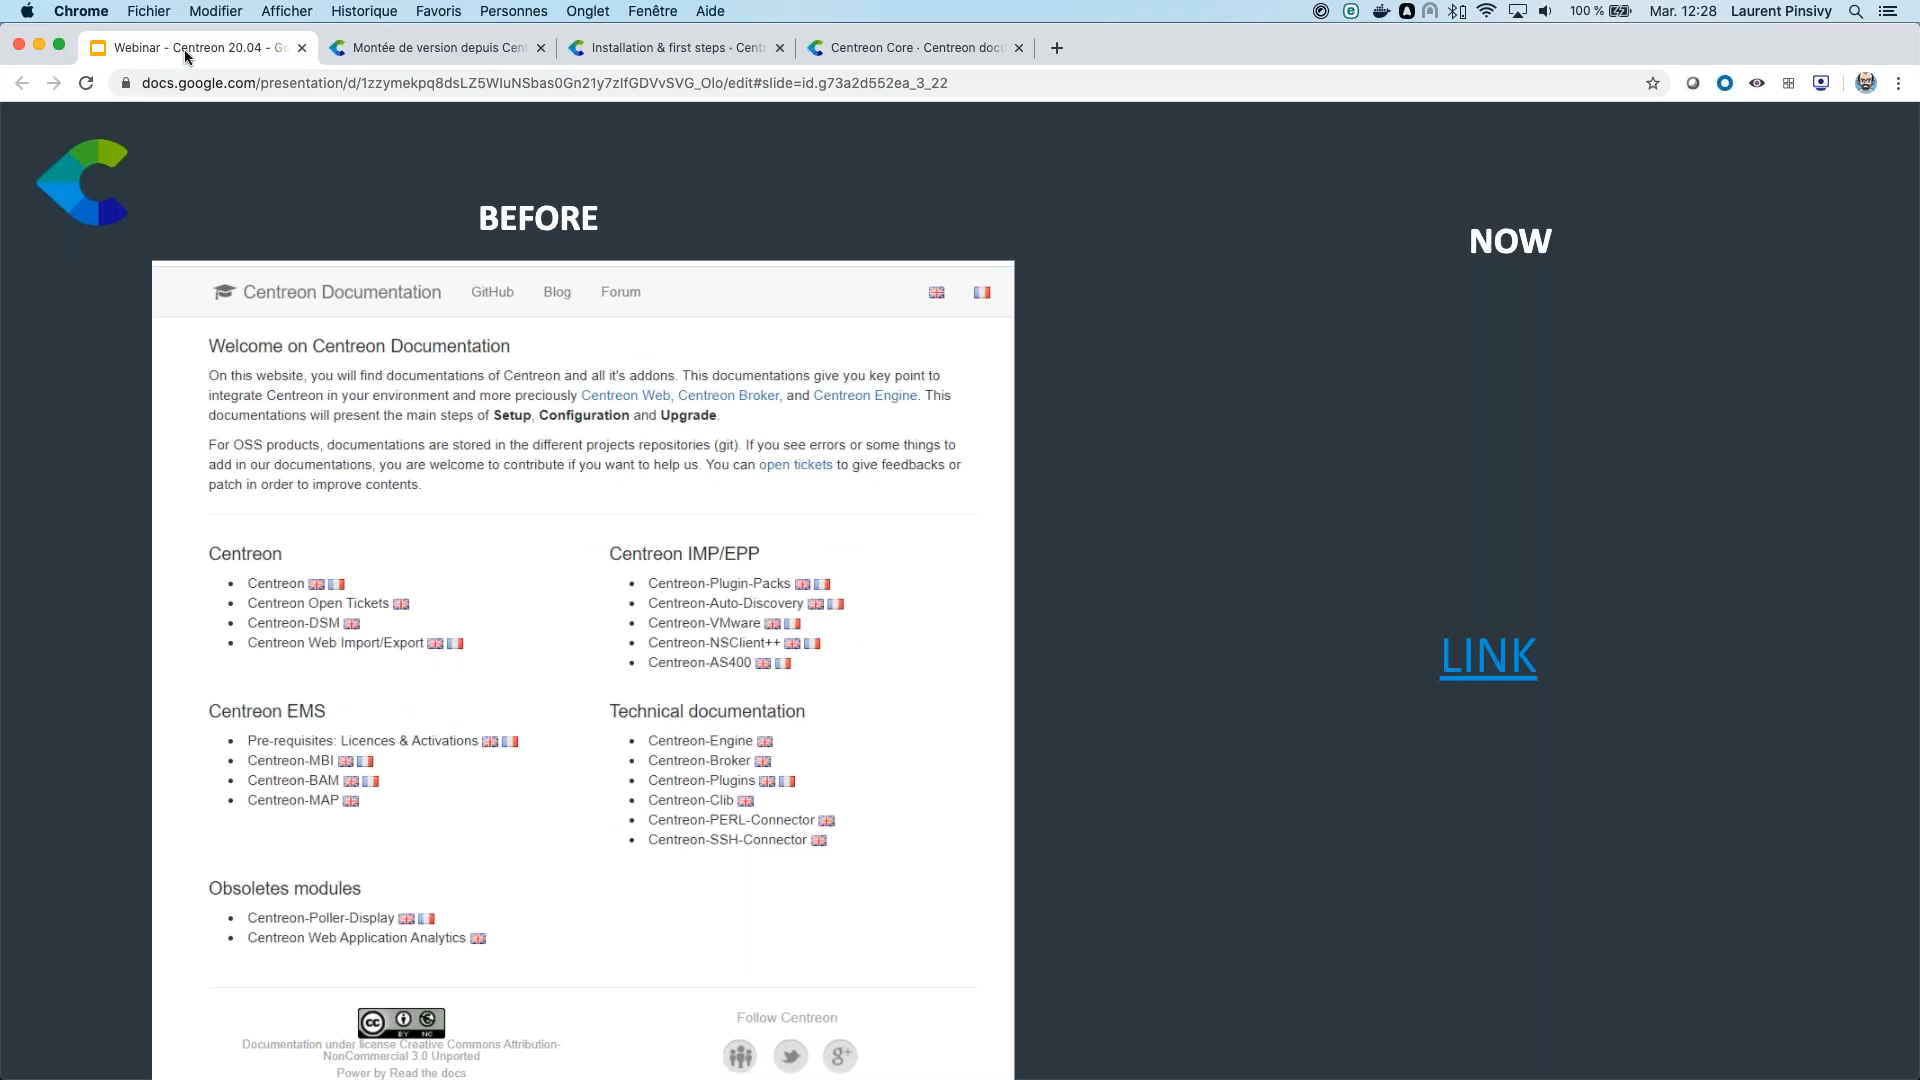 Chrome Fichier Modifier Afficher Historique Favoris Personnes Onglet Fenêtre Aide 100 % Mar. 12:28 Laurent Pinsivy
Webinar - Centreon 20.04 - Go Montée de version depuis Cent Installation & first steps · Centr Centreon Core · Centreon docu
docs.google.com/presentation/d/1zzymekpq8dsLZ5WIuNSbas0Gn21y7zIfGDVvSVG_Olo/edit#slide=id.g73a2d552ea_3_22
BEFORE
NOW
Centreon Documentation GitHub Blog Forum
Welcome on Centreon Documentation
On this website, you will find documentations of Centreon and all it's addons. This documentations give you key point to
integrate Centreon in your environment and more preciously Centreon Web, Centreon Broker, and Centreon Engine. This
documentations will present the main steps of Setup, Configuration and Upgrade.
For OSS products, documentations are stored in the different projects repositories (git). If you see errors or some things to
add in our documentations, you are welcome to contribute if you want to help us. You can open tickets to give feedbacks or
patch in order to improve contents.
Centreon
Centreon
Centreon Open Tickets
Centreon-DSM
Centreon Web Import/Export
Centreon IMP/EPP
Centreon-Plugin-Packs
Centreon-Auto-Discovery
Centreon-VMware
Centreon-NSClient++
Centreon-AS400
Centreon EMS
Pre-requisites: Licences & Activations
Centreon-MBI
Centreon-BAM
Centreon-MAP
Technical documentation
Centreon-Engine
Centreon-Broker
Centreon-Plugins
Centreon-Clib
Centreon-PERL-Connector
Centreon-SSH-Connector
Obsoletes modules
Centreon-Poller-Display
Centreon Web Application Analytics
cc
BY NC
Documentation under license Creative Commons Attribution-
NonCommercial 3.0 Unported
Power by Read the docs
Follow Centreon
g+
LINK